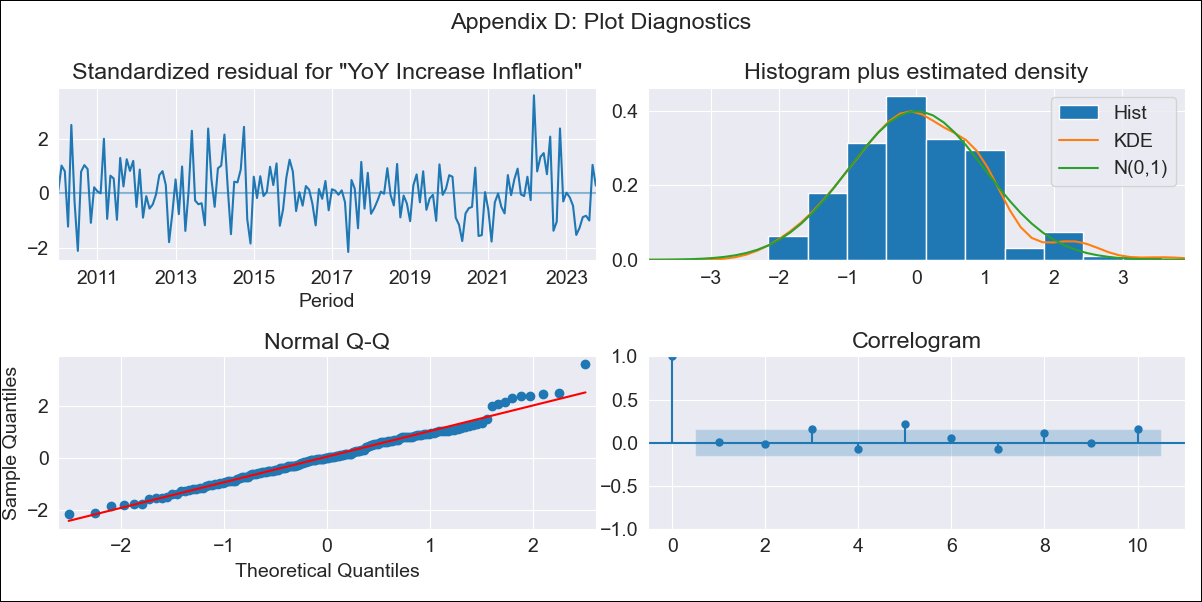 Appendix D: Plot Diagnostics
Standardized residual for "YoY Increase Inflation"
2
0
−2
2011 2013 2015 2017 2019 2021 2023
Period
Histogram plus estimated density
0.4
0.2
0.0
−3 −2 −1 0 1 2 3
Hist
KDE
N(0,1)
Normal Q-Q
Sample Quantiles
2
0
−2
−2 −1 0 1 2
Theoretical Quantiles
Correlogram
1.0
0.5
0.0
−0.5
−1.0
0 2 4 6 8 10